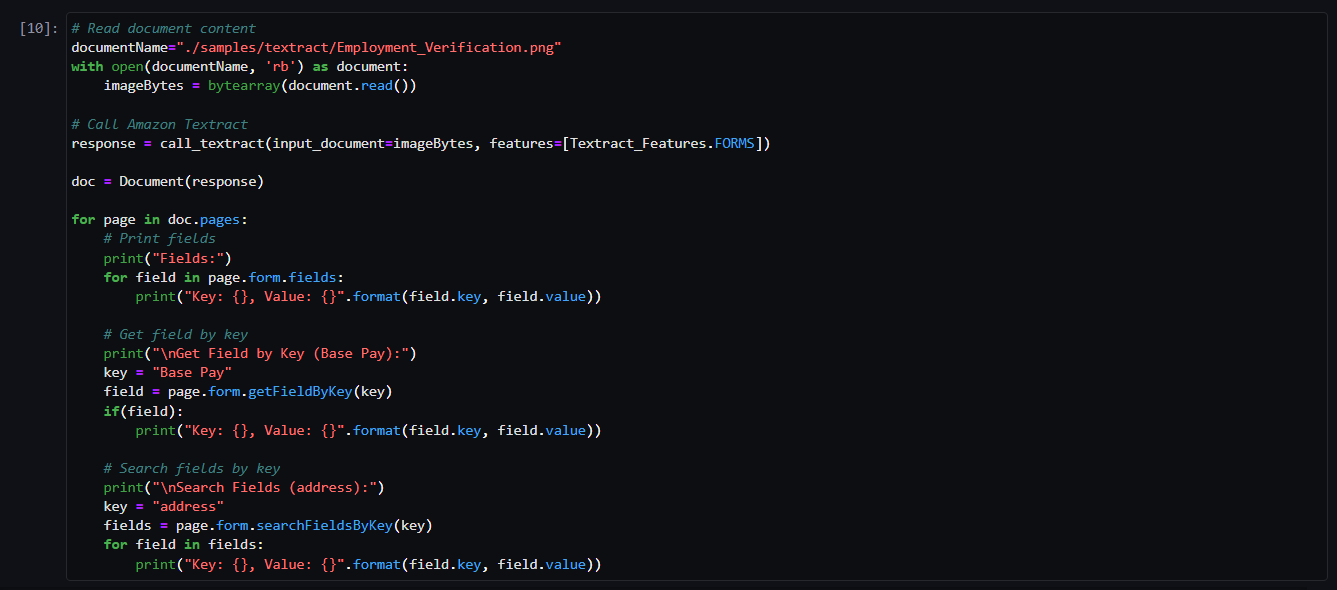 [10]:
# Read document content
documentName="./samples/textract/Employment_Verification.png"
with open(documentName, 'rb') as document:
    imageBytes = bytearray(document.read())

# Call Amazon Textract
response = call_textract(input_document=imageBytes, features=[Textract_Features.FORMS])

doc = Document(response)

for page in doc.pages:
    # Print fields
    print("Fields:")
    for field in page.form.fields:
        print("Key: {}, Value: {}".format(field.key, field.value))

    # Get field by key
    print("\nGet Field by Key (Base Pay):")
    key = "Base Pay"
    field = page.form.getFieldByKey(key)
    if(field):
        print("Key: {}, Value: {}".format(field.key, field.value))

    # Search fields by key
    print("\nSearch Fields (address):")
    key = "address"
    fields = page.form.searchFieldsByKey(key)
    for field in fields:
        print("Key: {}, Value: {}".format(field.key, field.value))